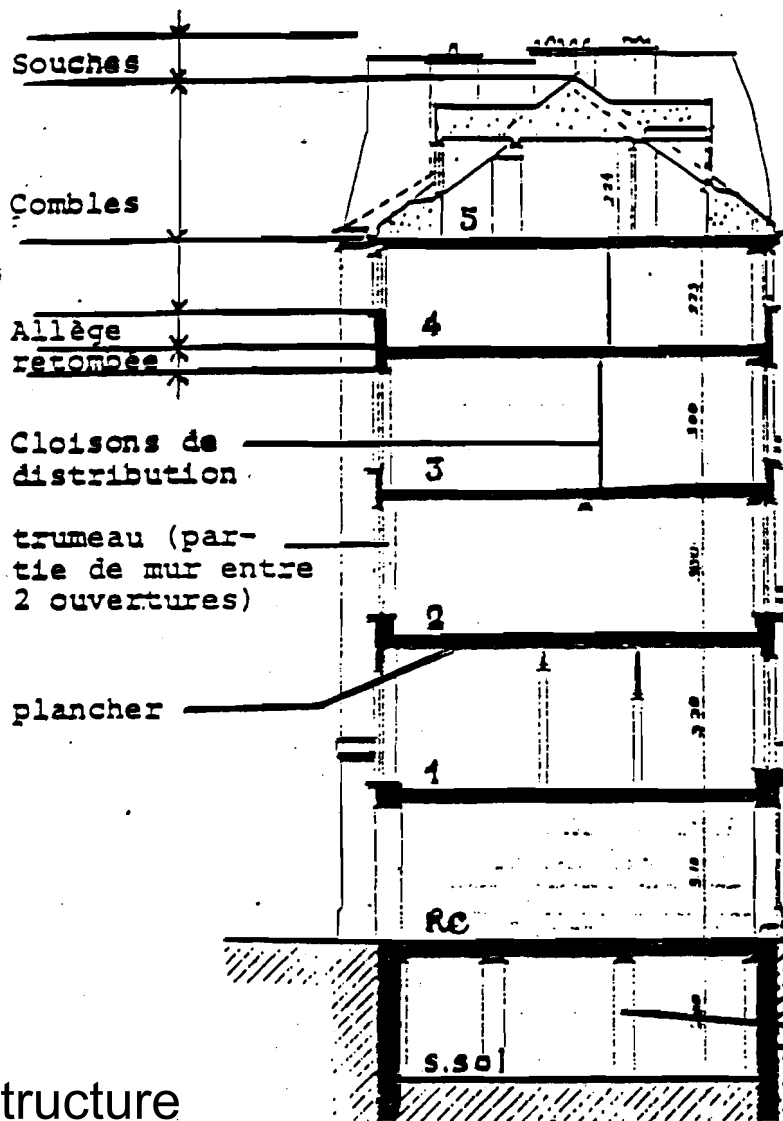 Souches
Combles
5
4
Allège
retombée
Cloisons de
distribution
3
trumeau (par-
tie de mur entre
2 ouvertures)
2
plancher
1
RC
S.Sol
tructure